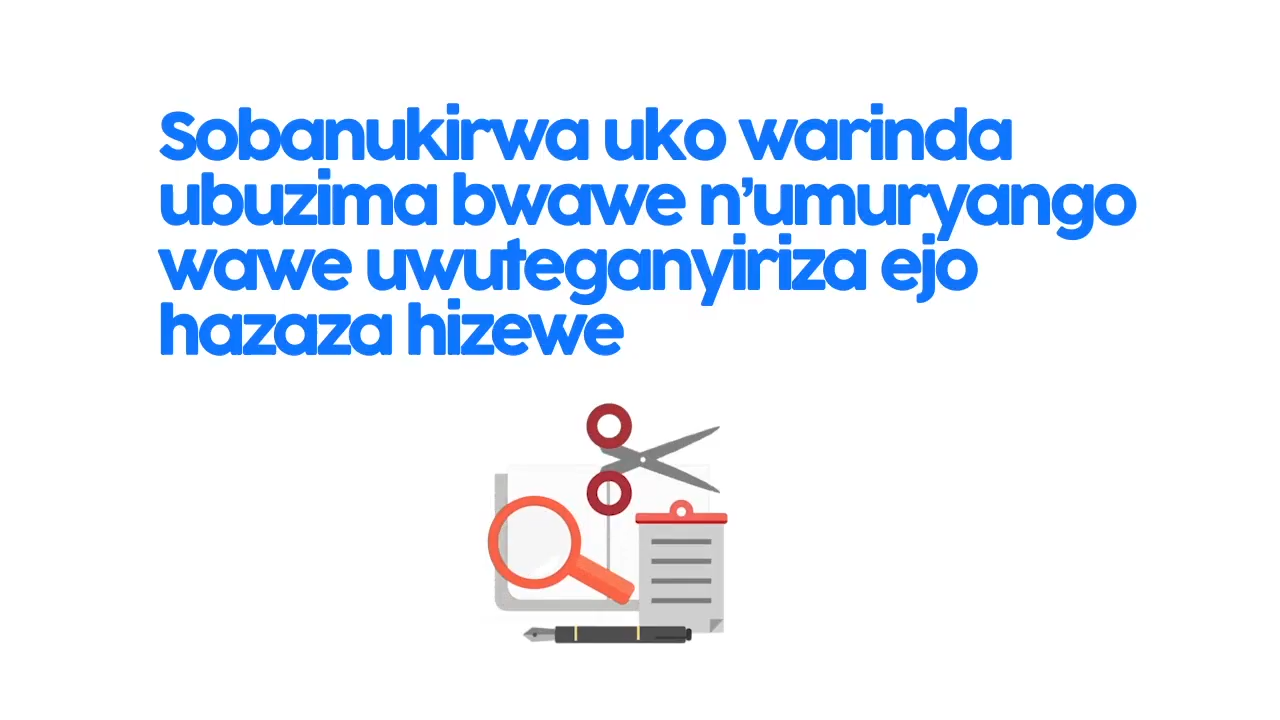 Sobanukirwa uko warinda
ubuzima bwawe n’umuryango
wawe uwuteganyiriza ejo
hazaza hizewe